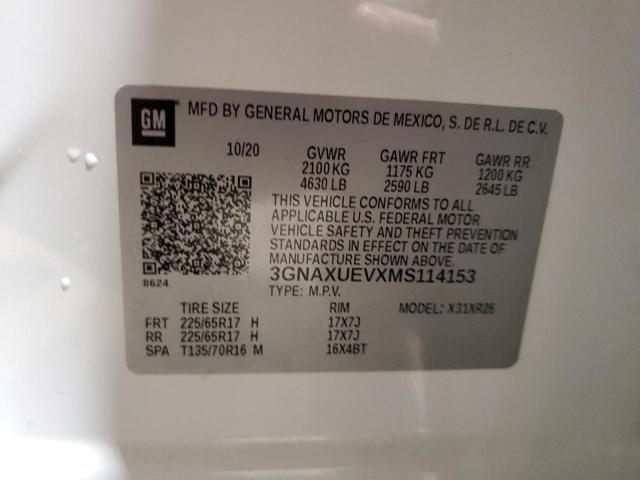 GM MFD BY GENERAL MOTORS DE MEXICO, S. DE R.L. DE C.V.
10/20 GVWR GAWR FRT GAWR RR
2100 KG 1175 KG 1200 KG
4630 LB 2590 LB 2645 LB
THIS VEHICLE CONFORMS TO ALL
APPLICABLE U.S. FEDERAL MOTOR
VEHICLE SAFETY AND THEFT PREVENTION
STANDARDS IN EFFECT ON THE DATE OF
MANUFACTURE SHOWN ABOVE.
3GNAXUEVXMS114153
8624
TYPE: M.P.V.
TIRE SIZE RIM MODEL: X31XR26
FRT 225/65R17 H 17X7J
RR 225/65R17 H 17X7J
SPA T135/70R16 M 16X4BT